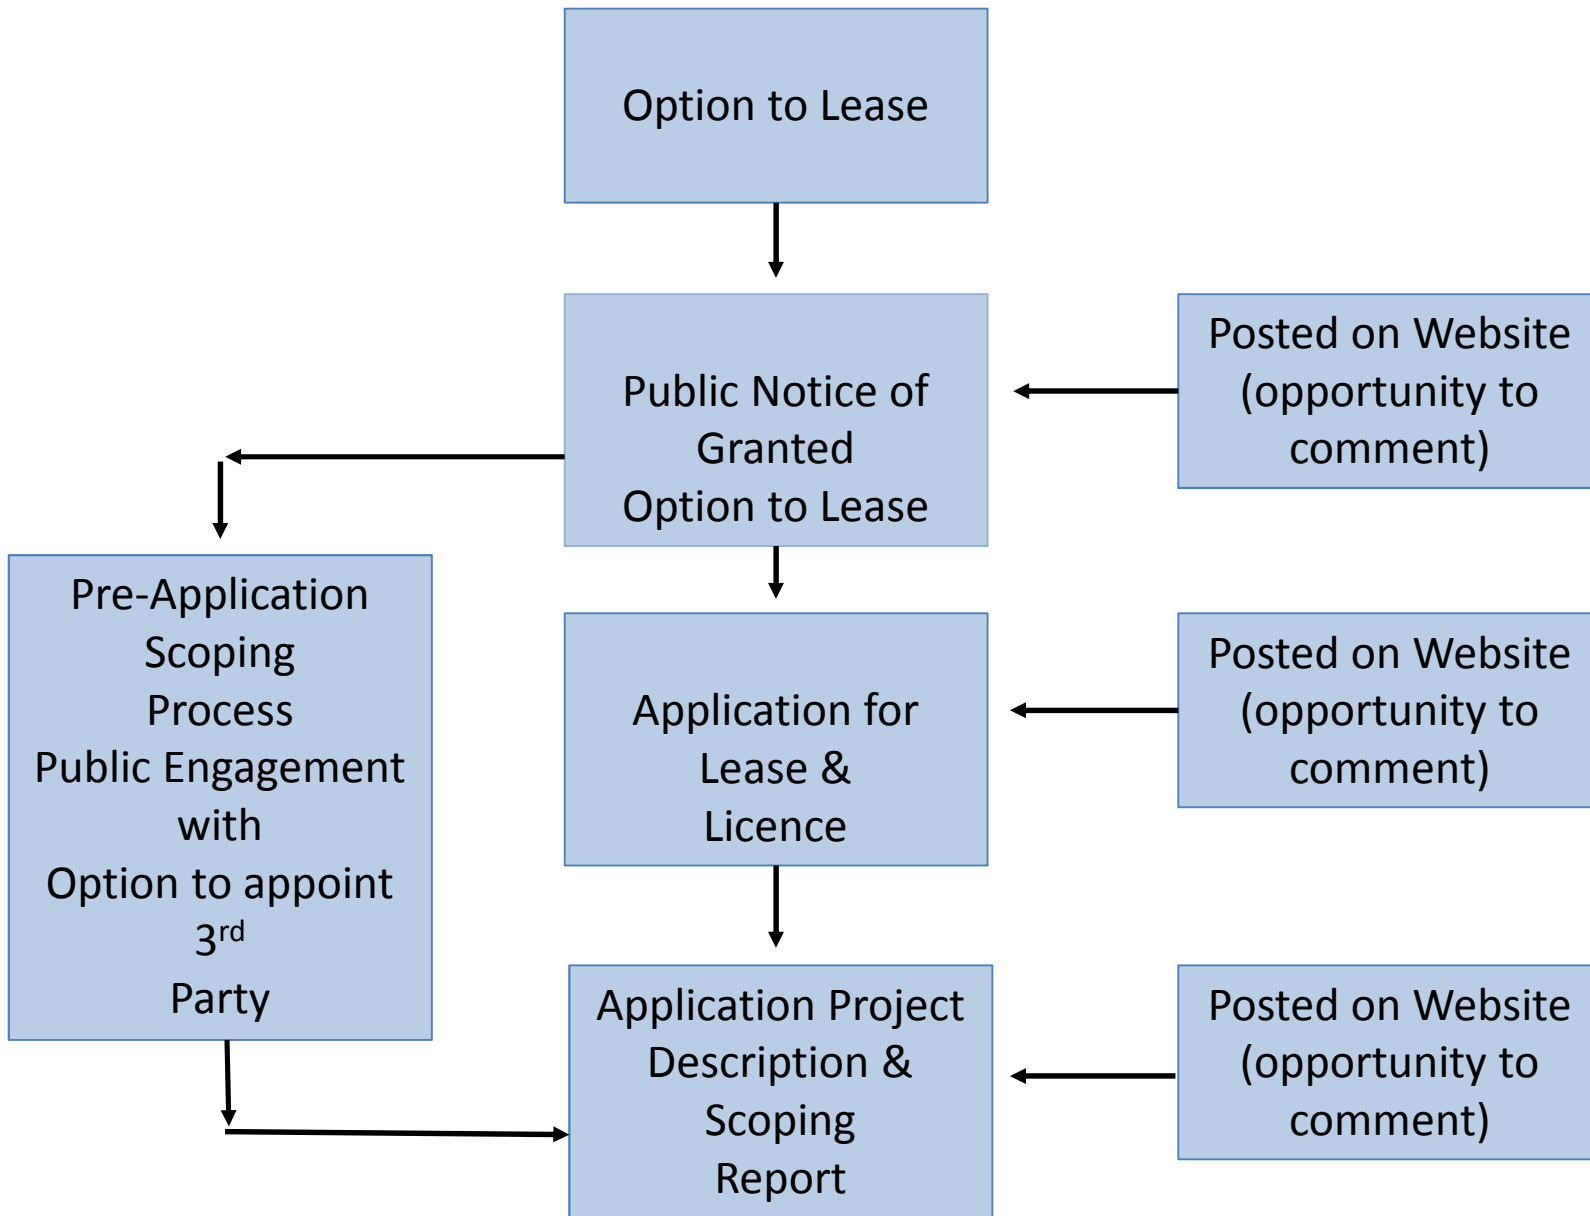 Option to Lease
Public Notice of
Granted
Option to Lease
Posted on Website
(opportunity to
comment)
Pre-Application
Scoping
Process
Public Engagement
with
Option to appoint
3rd
Party
Application for
Lease &
Licence
Posted on Website
(opportunity to
comment)
Application Project
Description &
Scoping
Report
Posted on Website
(opportunity to
comment)